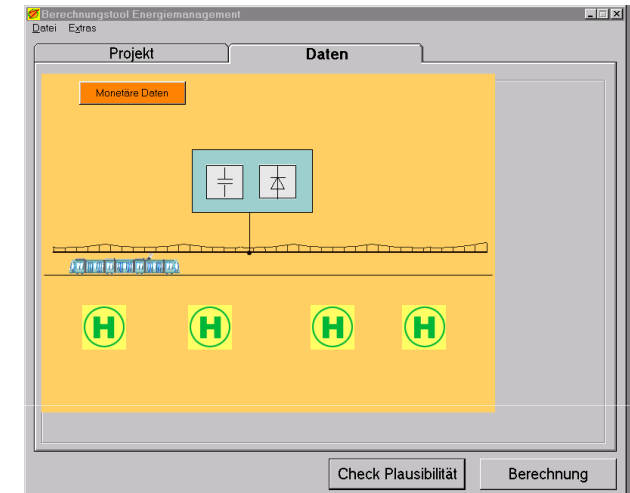 Berechnungstool Energiemanagement
Datei Extras
Projekt Daten
Monetäre Daten
H H H H
Check Plausibilität Berechnung